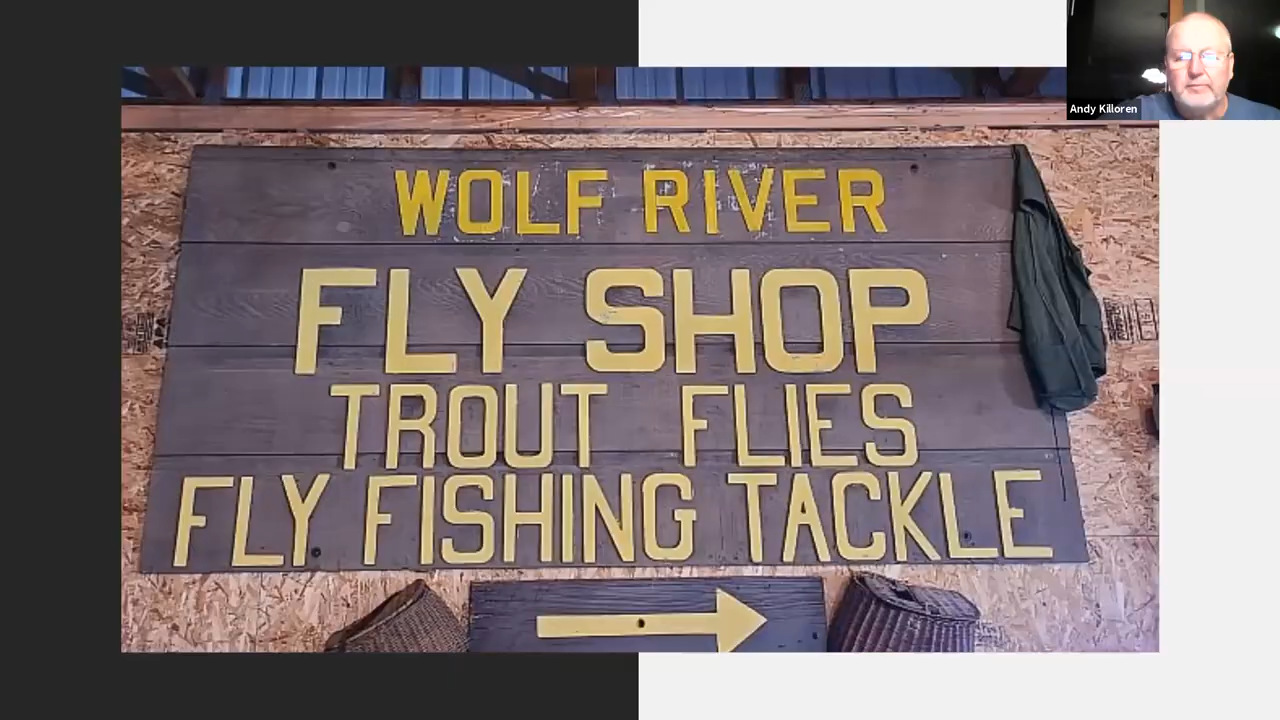 Andy Killoren
WOLF RIVER
FLY SHOP
TROUT FLIES
FLY FISHING TACKLE